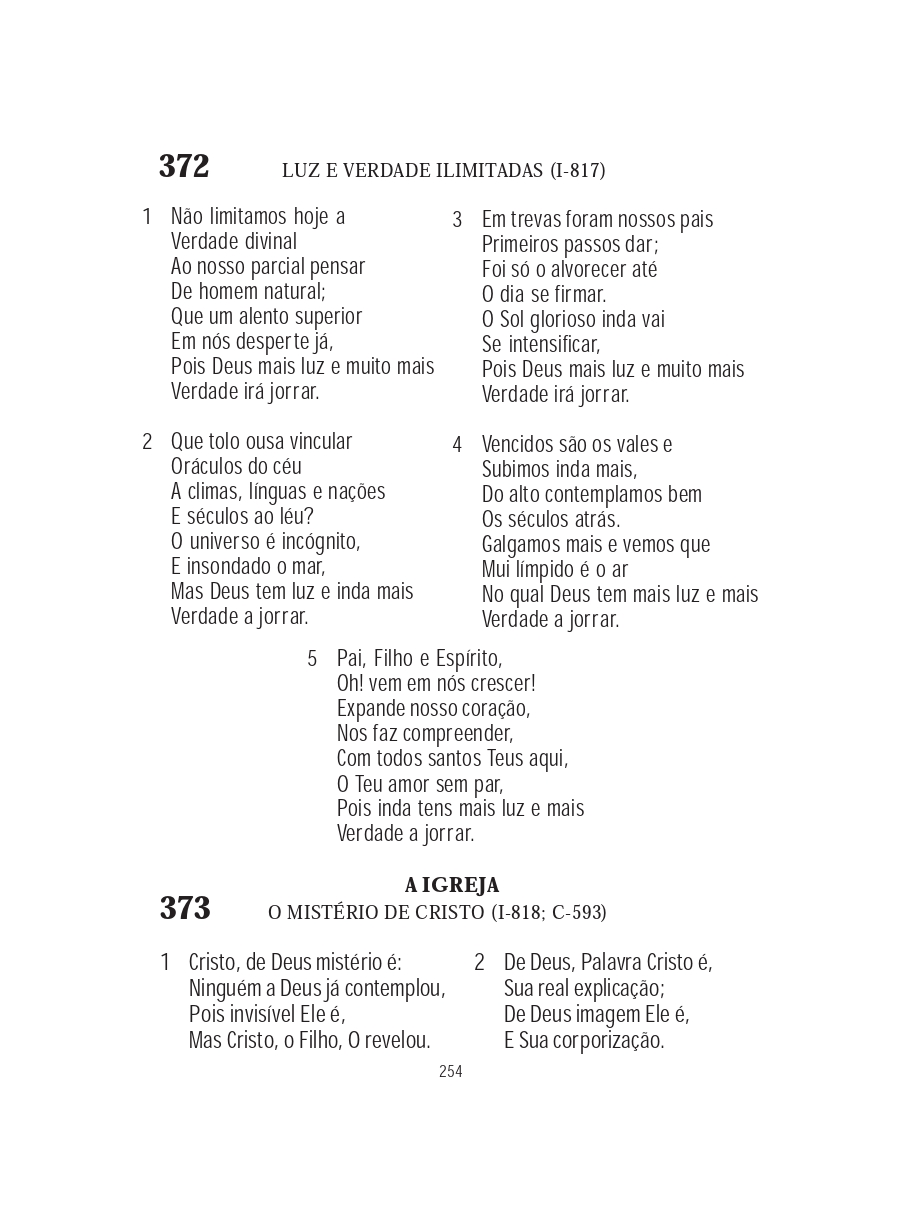 372 LUZ E VERDADE ILIMITADAS (I-817)
1 Não limitamos hoje a
Verdade divinal
Ao nosso parcial pensar
De homem natural;
Que um alento superior
Em nós desperte já,
Pois Deus mais luz e muito mais
Verdade irá jorrar.
2 Que tolo ousa vincular
Oráculos do céu
A climas, línguas e nações
E séculos ao léu?
O universo é incógnito,
E insondado o mar,
Mas Deus tem luz e inda mais
Verdade a jorrar.
3 Em trevas foram nossos pais
Primeiros passos dar;
Foi só o alvorecer até
O dia se firmar.
O Sol glorioso inda vai
Se intensificar,
Pois Deus mais luz e muito mais
Verdade irá jorrar.
4 Vencidos são os vales e
Subimos inda mais,
Do alto contemplamos bem
Os séculos atrás.
Galgamos mais e vemos que
Mui límpido é o ar
No qual Deus tem mais luz e mais
Verdade a jorrar.
5 Pai, Filho e Espírito,
Oh! vem em nós crescer!
Expande nosso coração,
Nos faz compreender,
Com todos santos Teus aqui,
O Teu amor sem par,
Pois inda tens mais luz e mais
Verdade a jorrar.
A IGREJA
373 O MISTÉRIO DE CRISTO (I-818; C-593)
1 Cristo, de Deus mistério é:
Ninguém a Deus já contemplou,
Pois invisível Ele é,
Mas Cristo, o Filho, O revelou.
2 De Deus, Palavra Cristo é,
Sua real explicação;
De Deus imagem Ele é,
E Sua corporização.
254